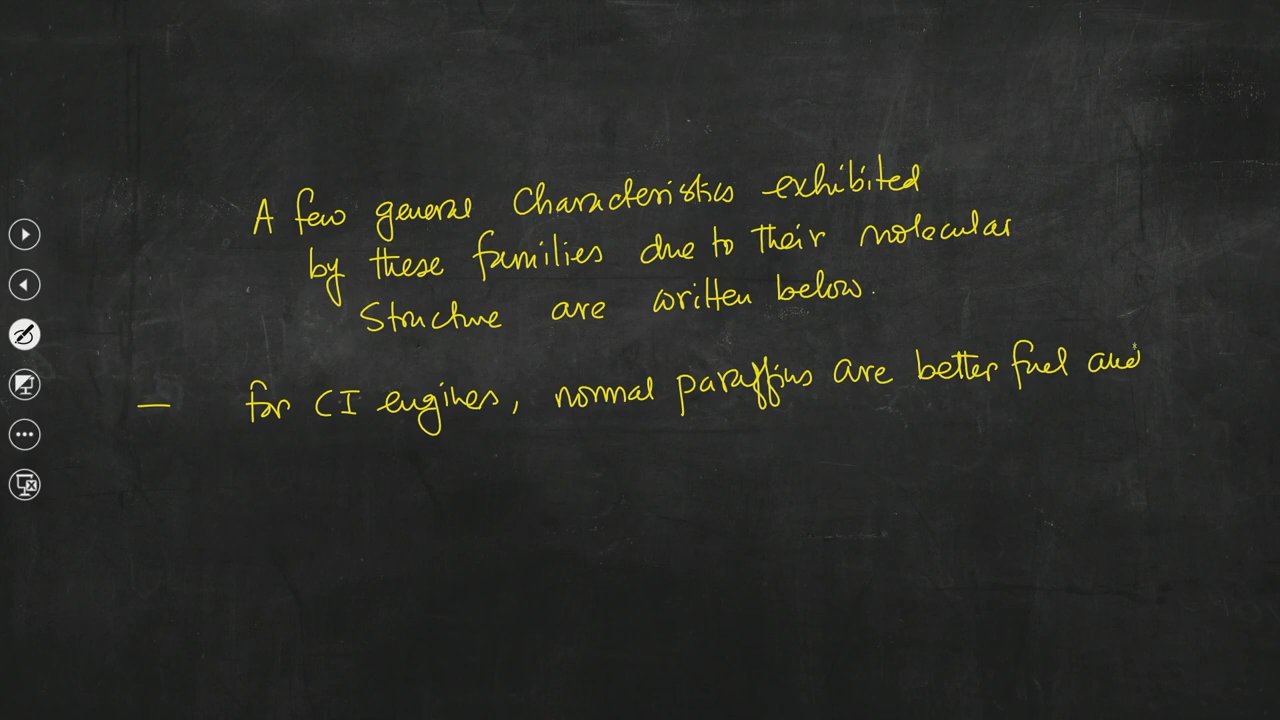 A few general characteristics exhibited
by these families due to their molecular
structure are written below.
— for CI engines, normal paraffins are better fuel and